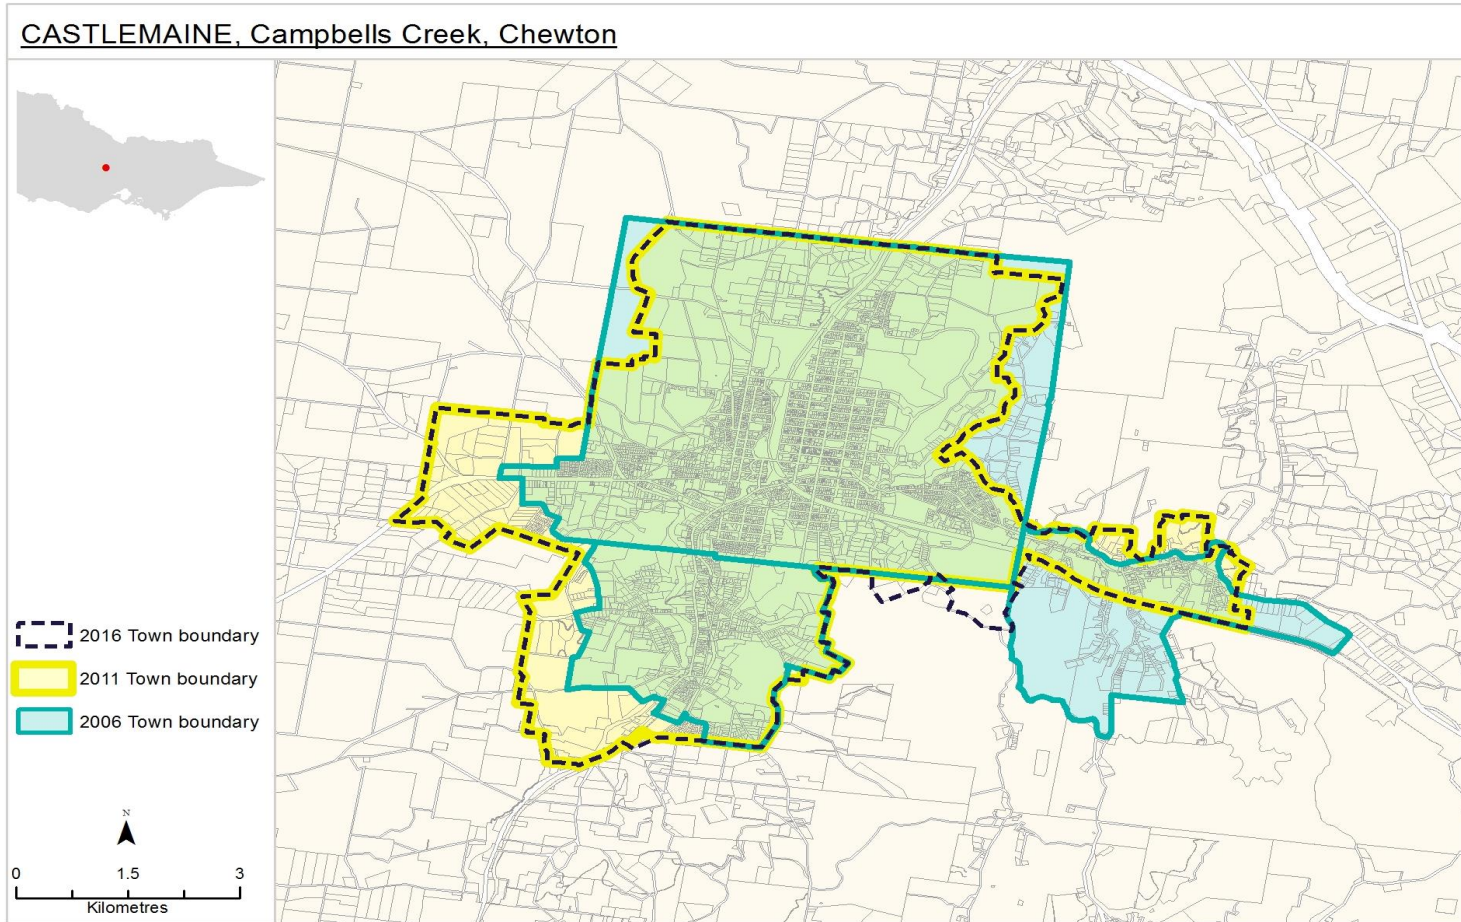 CASTLEMAINE, Campbells Creek, Chewton
2016 Town boundary
2011 Town boundary
2006 Town boundary
N
0 1.5 3
Kilometres